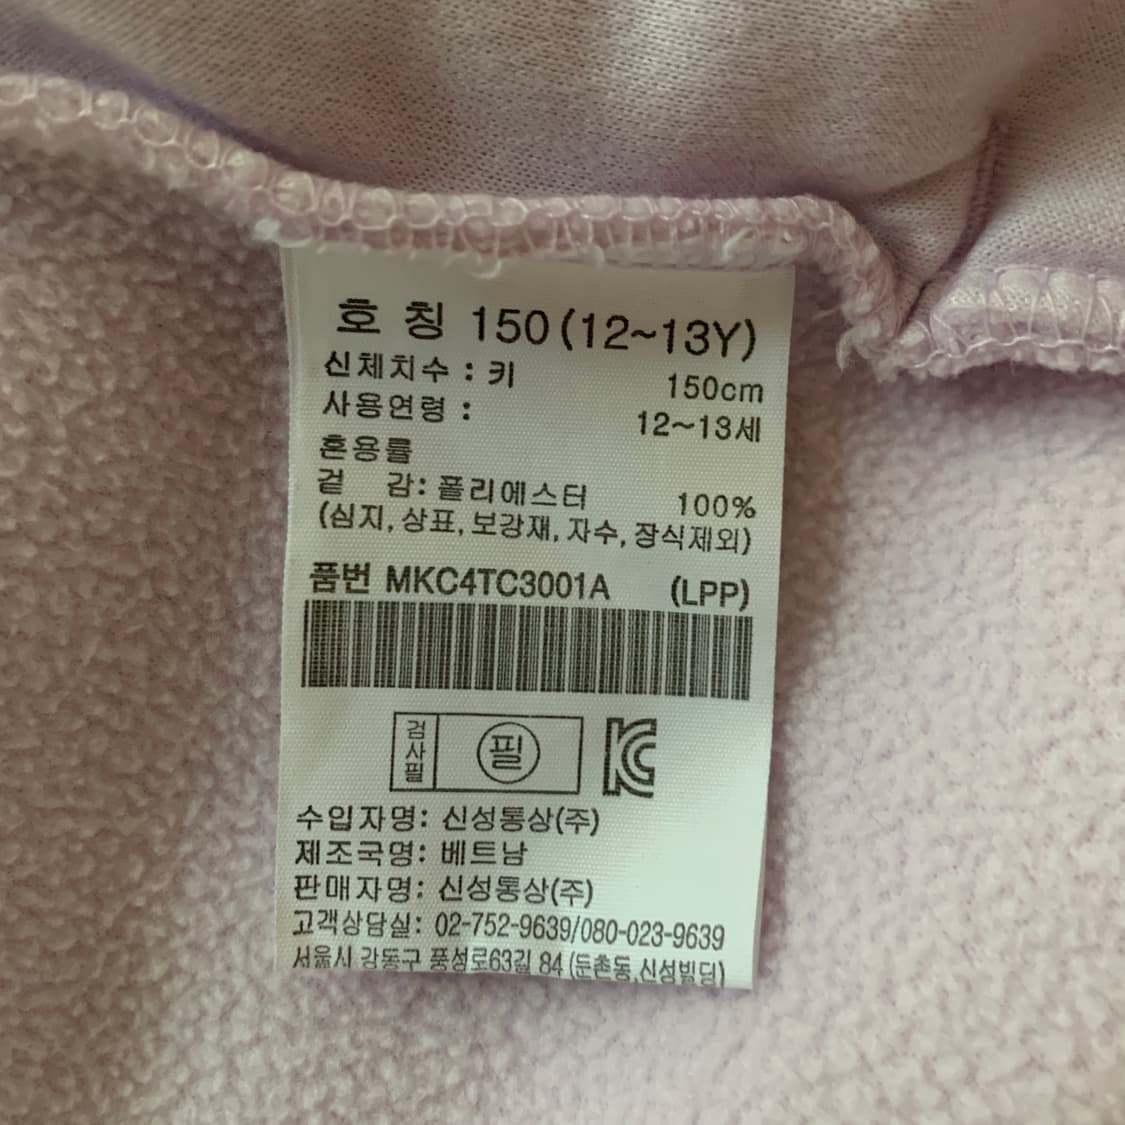 호 칭 150(12~13Y)
신체치수 : 키 150cm
사용연령 : 12~13세
혼용률
겉 감: 폴리에스터 100%
(심지, 상표, 보강재, 자수, 장식제외)
품번 MKC4TC3001A (LPP)
검사필 필 KC
수입자명: 신성통상(주)
제조국명: 베트남
판매자명: 신성통상(주)
고객상담실: 02-752-9639/080-023-9639
서울시 강동구 풍성로63길 84 (둔촌동,신성빌딩)